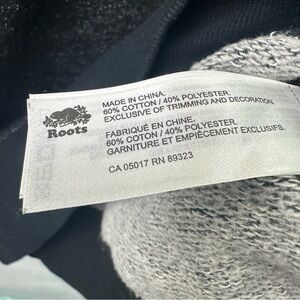 Roots
MADE IN CHINA.
60% COTTON / 40% POLYESTER.
EXCLUSIVE OF TRIMMING AND DECORATION.
FABRIQUÉ EN CHINE.
60% COTTON / 40% POLYESTER.
GARNITURE ET EMPIÈCEMENT EXCLUSIFS.
CA 05017 RN 89323